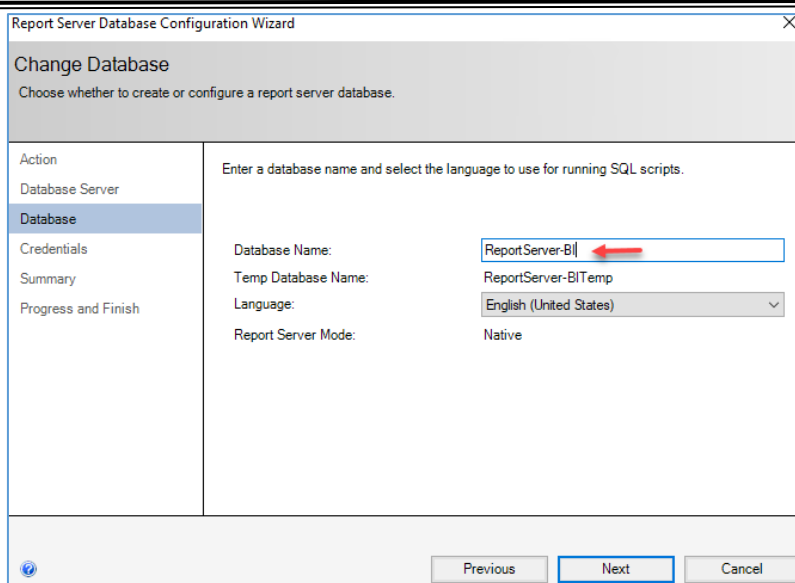 Report Server Database Configuration Wizard
Change Database
Choose whether to create or configure a report server database.
Action
Database Server
Database
Credentials
Summary
Progress and Finish
Enter a database name and select the language to use for running SQL scripts.
Database Name: ReportServer-BI
Temp Database Name: ReportServer-BITemp
Language: English (United States)
Report Server Mode: Native
Previous Next Cancel